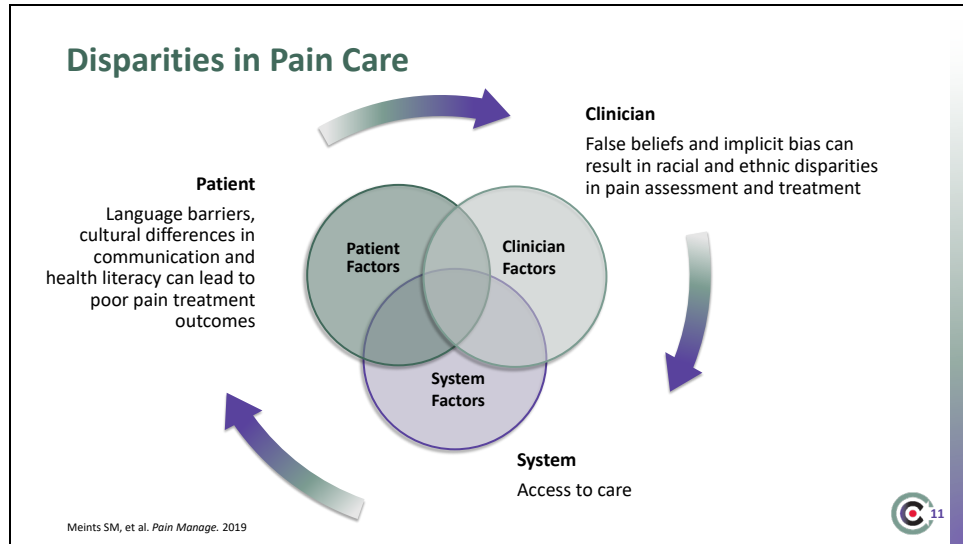 Disparities in Pain Care
Clinician
False beliefs and implicit bias can
result in racial and ethnic disparities
in pain assessment and treatment
Patient
Language barriers,
cultural differences in
communication and
health literacy can lead to
poor pain treatment
outcomes
Patient
Factors
Clinician
Factors
System
Factors
System
Access to care
Meints SM, et al. Pain Manage. 2019
11